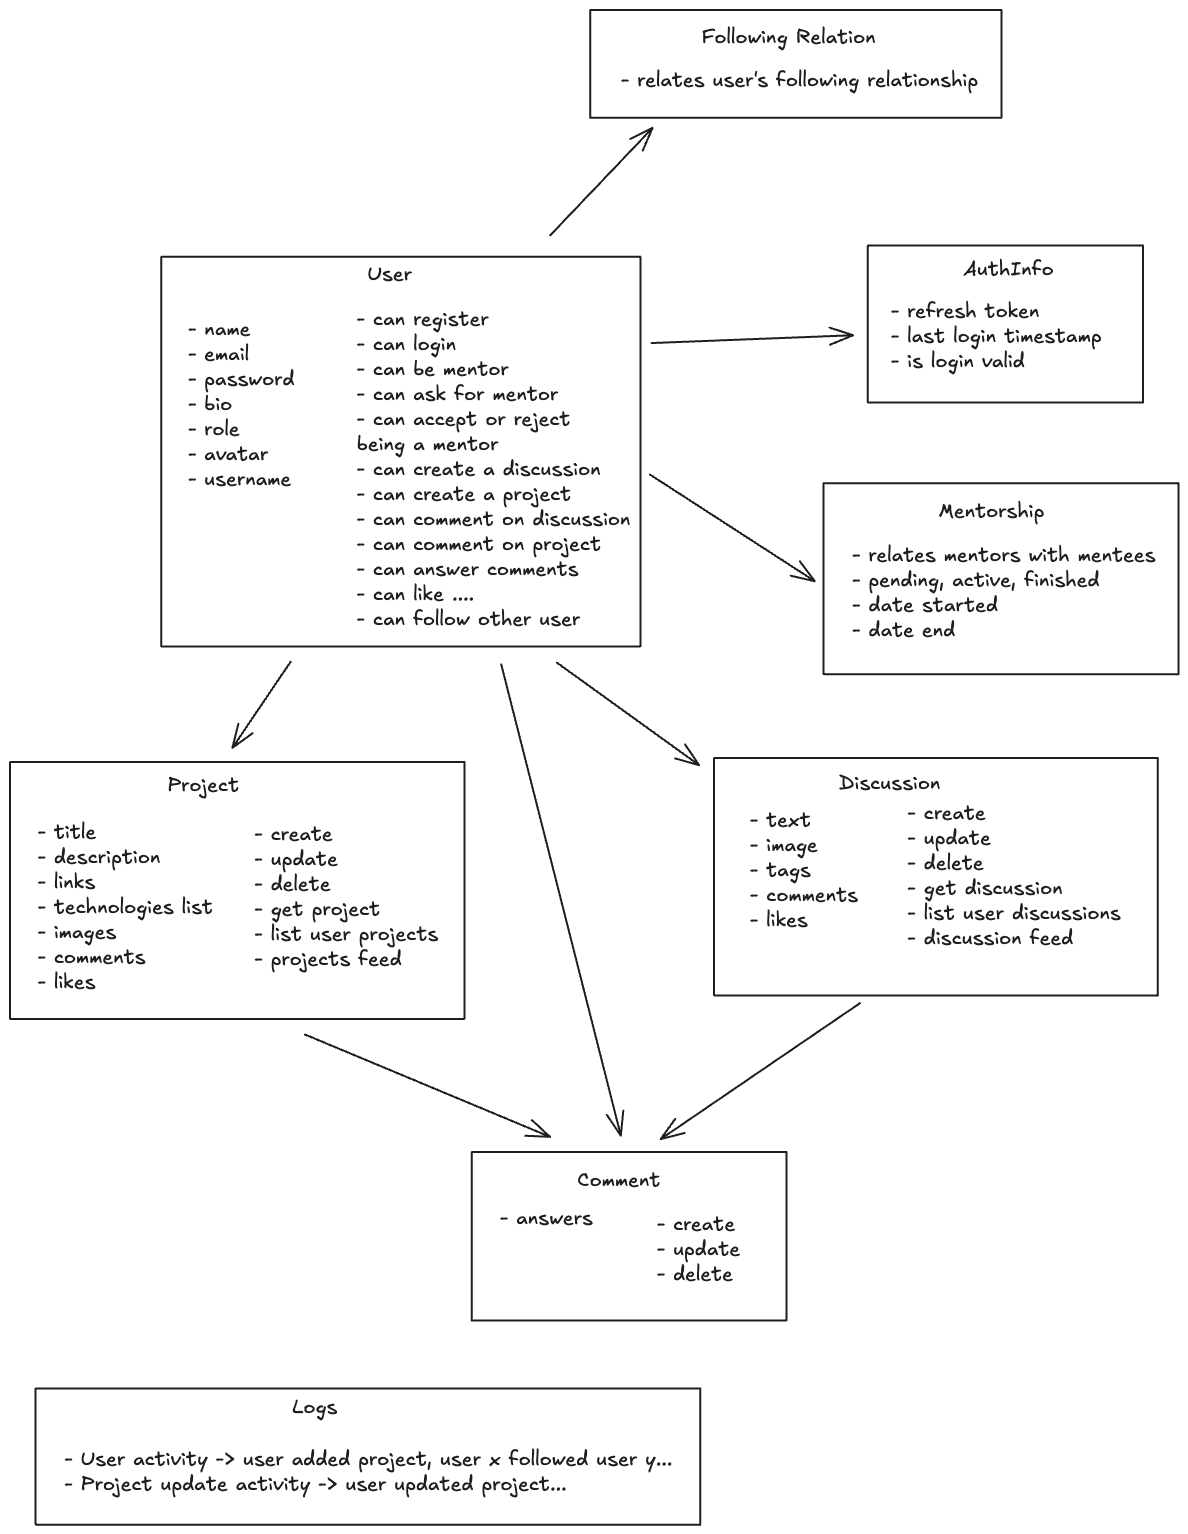 Following Relation
- relates user's following relationship
User
- name
- email
- password
- bio
- role
- avatar
- username
- can register
- can login
- can be mentor
- can ask for mentor
- can accept or reject
being a mentor
- can create a discussion
- can create a project
- can comment on discussion
- can comment on project
- can answer comments
- can like ....
- can follow other user
AuthInfo
- refresh token
- last login timestamp
- is login valid
Mentorship
- relates mentors with mentees
- pending, active, finished
- date started
- date end
Project
- title
- description
- links
- technologies list
- images
- comments
- likes
- create
- update
- delete
- get project
- list user projects
- projects feed
Discussion
- text
- image
- tags
- comments
- likes
- create
- update
- delete
- get discussion
- list user discussions
- discussion feed
Comment
- answers
- create
- update
- delete
Logs
- User activity -> user added project, user x followed user y...
- Project update activity -> user updated project...